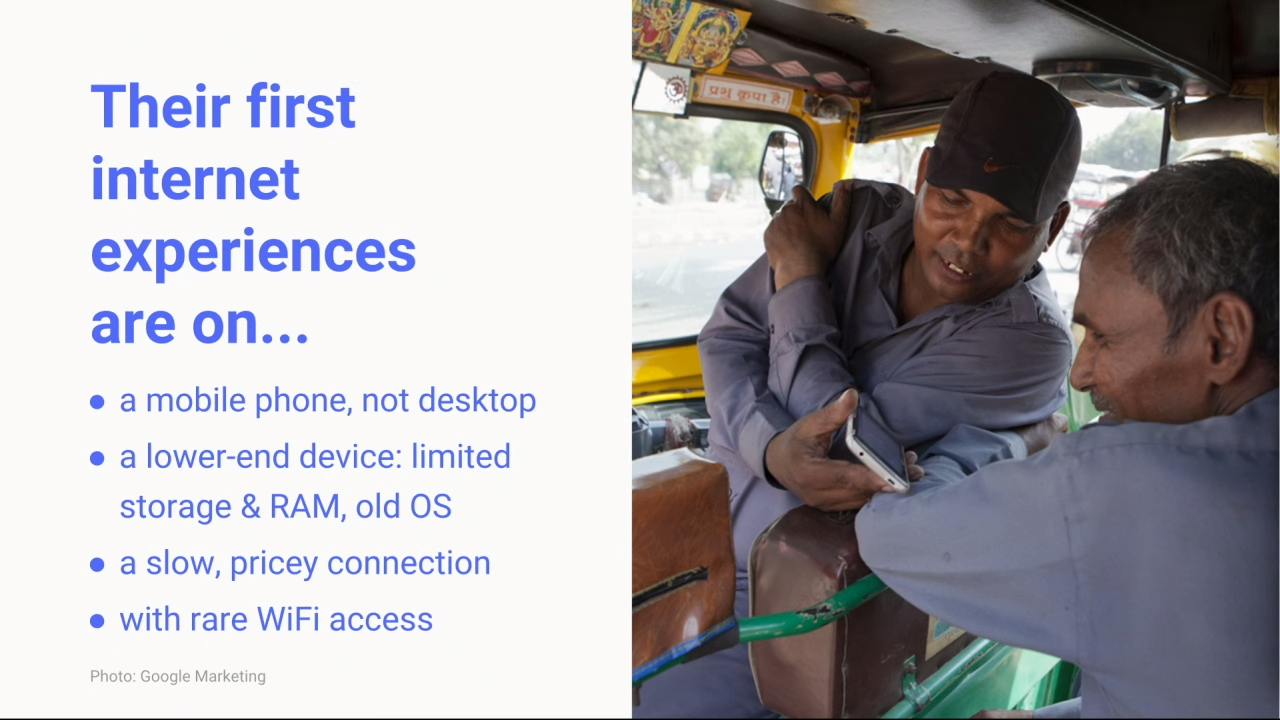 Their first
internet
experiences
are on...
● a mobile phone, not desktop
● a lower-end device: limited
storage & RAM, old OS
● a slow, pricey connection
● with rare WiFi access
Photo: Google Marketing
प्रभु कृपा है।
ॐ